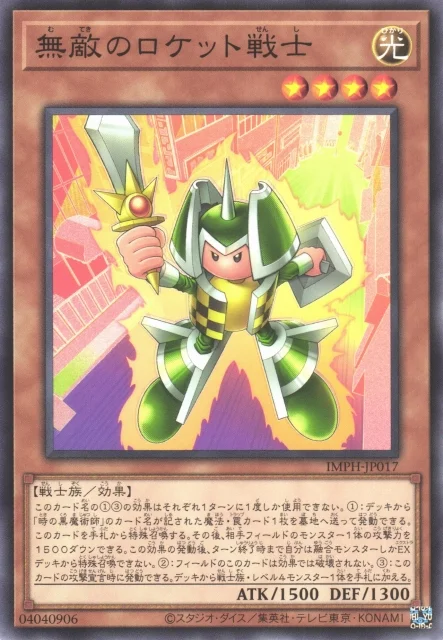 無敵のロケット戦士
光
IMPH-JP017
【戦士族/効果】
このカード名の①③の効果はそれぞれ1ターンに1度しか使用できない。①:デッキから
「時の黒魔術師」のカード名が記された魔法・罠カード1枚を墓地へ送って発動できる。
このカードを手札から特殊召喚する。その後、相手フィールドのモンスター1体の攻撃力を
1500ダウンできる。この効果の発動後、ターン終了時まで自分は融合モンスターしかEX
デッキから特殊召喚できない。②:フィールドのこのカードは効果では破壊されない。③:この
カードの攻撃宣言時に発動できる。デッキから戦士族・レベル4モンスター1体を手札に加える。
ATK/1500 DEF/1300
04040906
©スタジオ・ダイス/集英社・テレビ東京・KONAMI